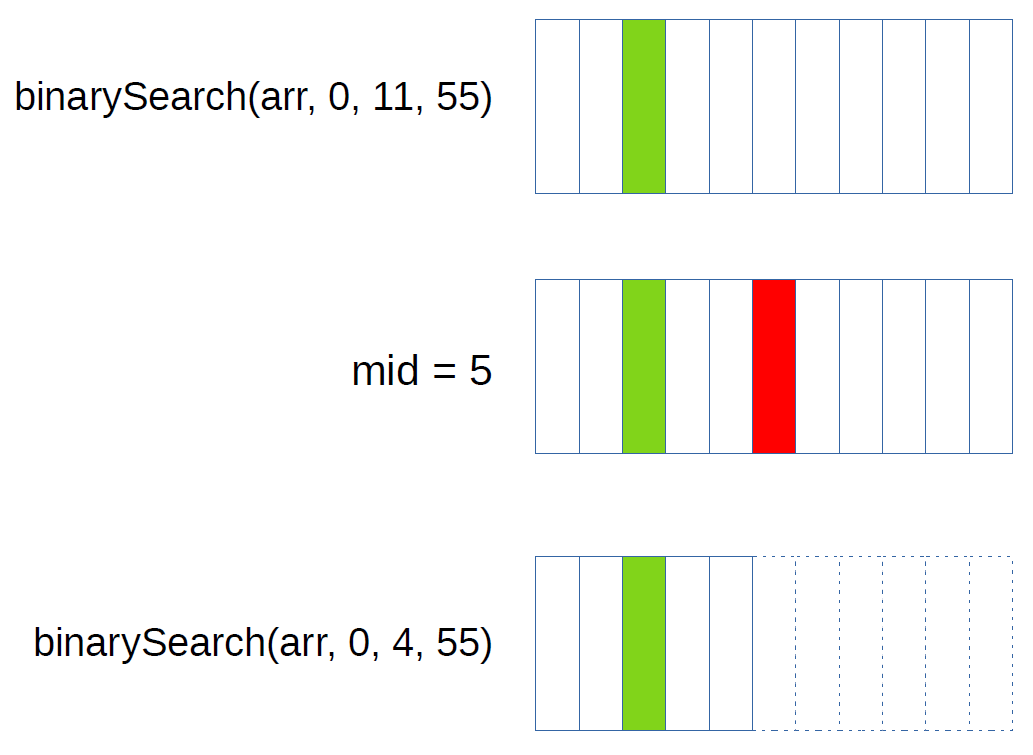 binarySearch(arr, 0, 11, 55)
mid = 5
binarySearch(arr, 0, 4, 55)